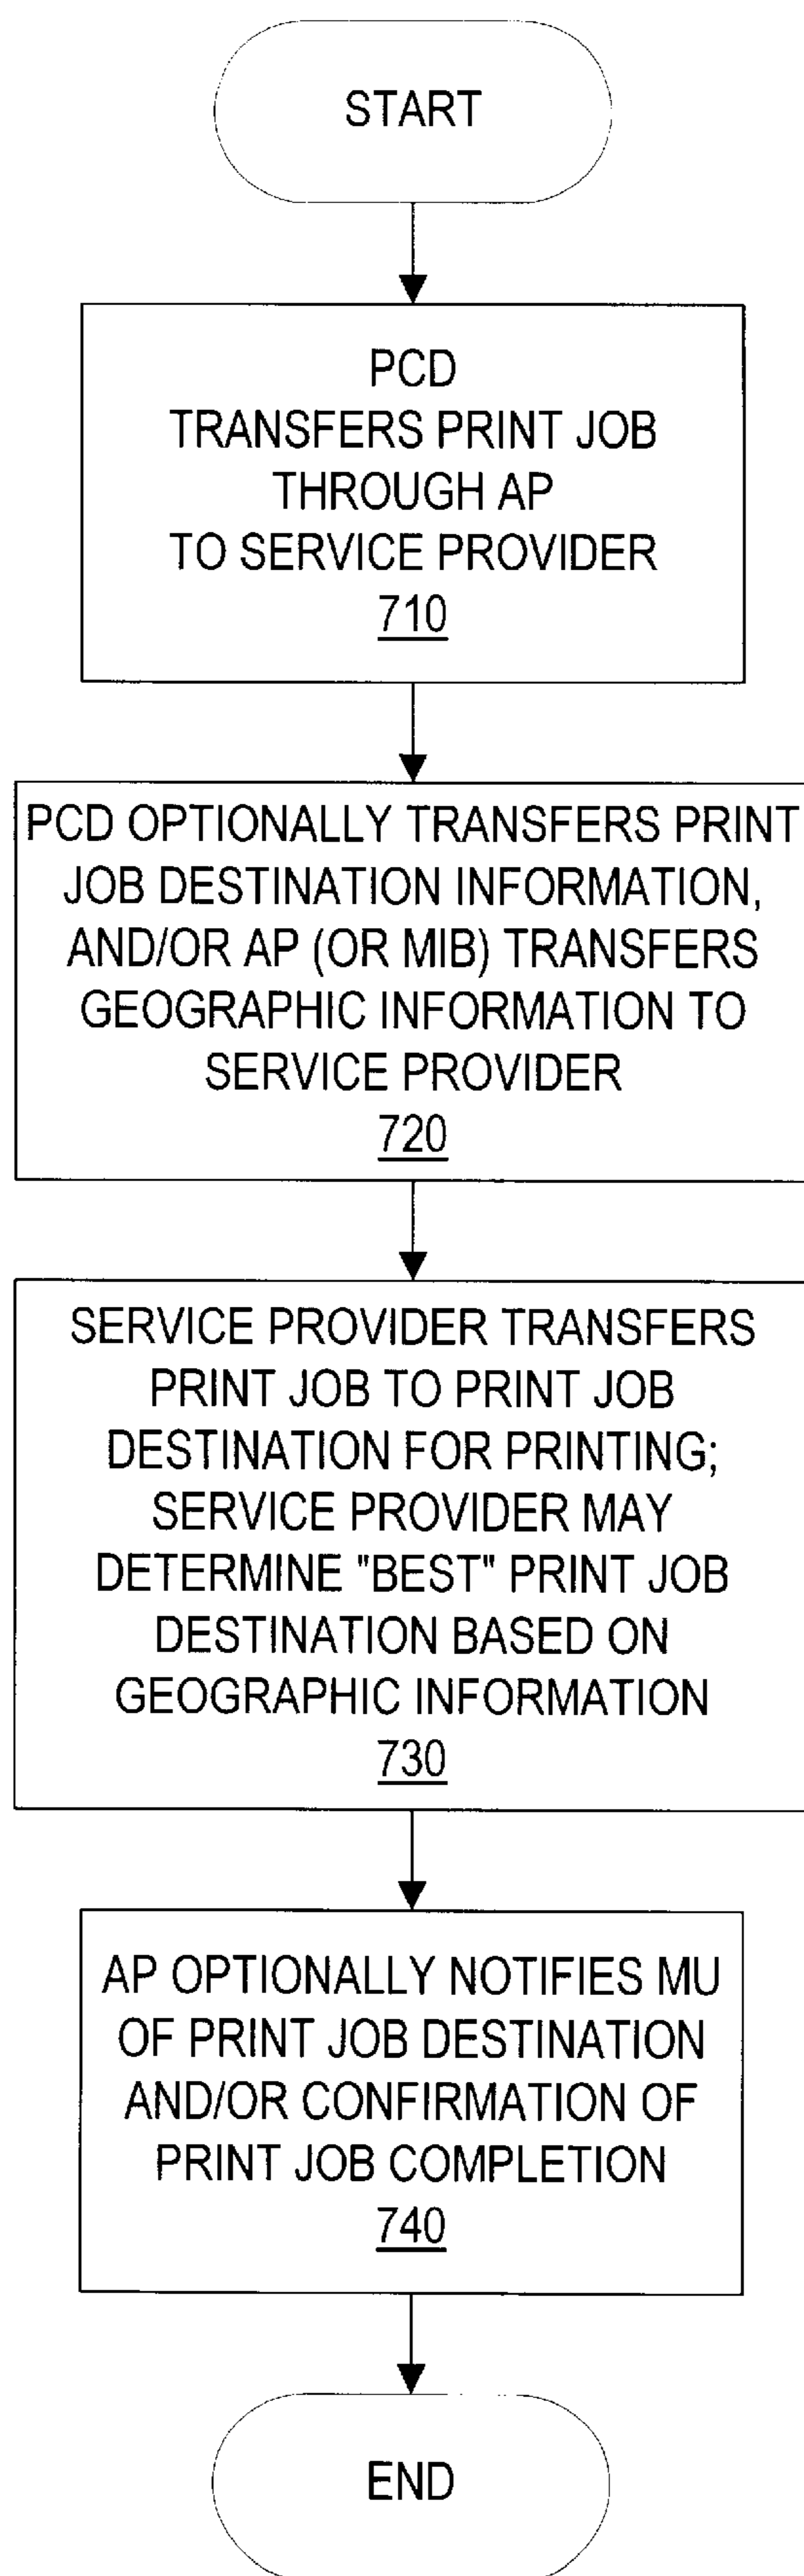 START
PCD
TRANSFERS PRINT JOB
THROUGH AP
TO SERVICE PROVIDER
710
PCD OPTIONALLY TRANSFERS PRINT
JOB DESTINATION INFORMATION,
AND/OR AP (OR MIB) TRANSFERS
GEOGRAPHIC INFORMATION TO
SERVICE PROVIDER
720
SERVICE PROVIDER TRANSFERS
PRINT JOB TO PRINT JOB
DESTINATION FOR PRINTING;
SERVICE PROVIDER MAY
DETERMINE "BEST" PRINT JOB
DESTINATION BASED ON
GEOGRAPHIC INFORMATION
730
AP OPTIONALLY NOTIFIES MU
OF PRINT JOB DESTINATION
AND/OR CONFIRMATION OF
PRINT JOB COMPLETION
740
END